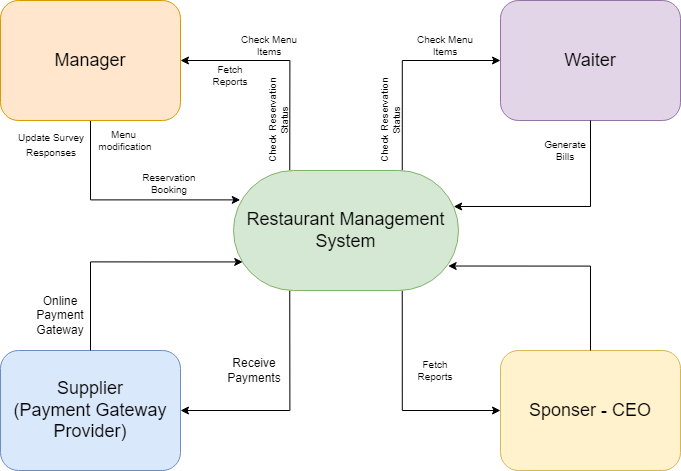 Manager
Check Menu
Items
Fetch
Reports
Check Reservation
Status
Check Menu
Items
Check Reservation
Status
Waiter
Update Survey
Responses
Menu
modification
Reservation
Booking
Generate
Bills
Restaurant Management
System
Online
Payment
Gateway
Receive
Payments
Fetch
Reports
Supplier
(Payment Gateway
Provider)
Sponser - CEO